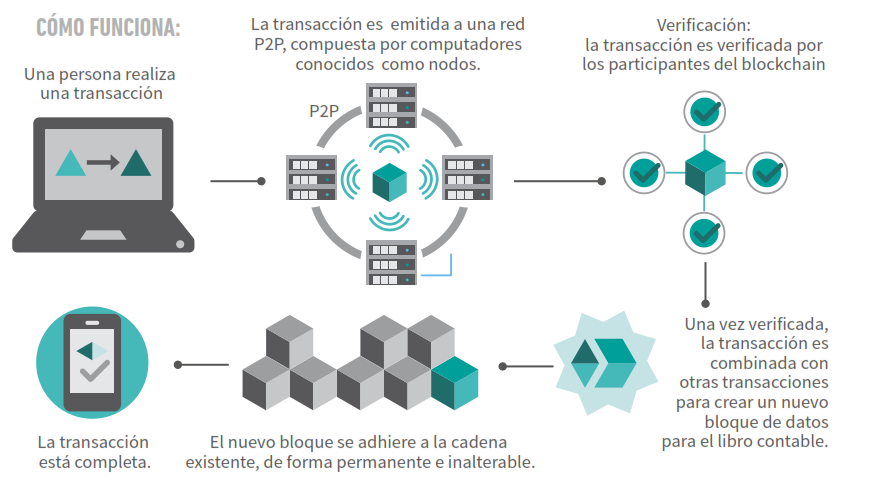 CÓMO FUNCIONA:
Una persona realiza
una transacción
La transacción es emitida a una red
P2P, compuesta por computadores
conocidos como nodos.
P2P
Verificación:
la transacción es verificada por
los participantes del blockchain
Una vez verificada,
la transacción es
combinada con
otras transacciones
para crear un nuevo
bloque de datos
para el libro contable.
El nuevo bloque se adhiere a la cadena
existente, de forma permanente e inalterable.
La transacción
está completa.